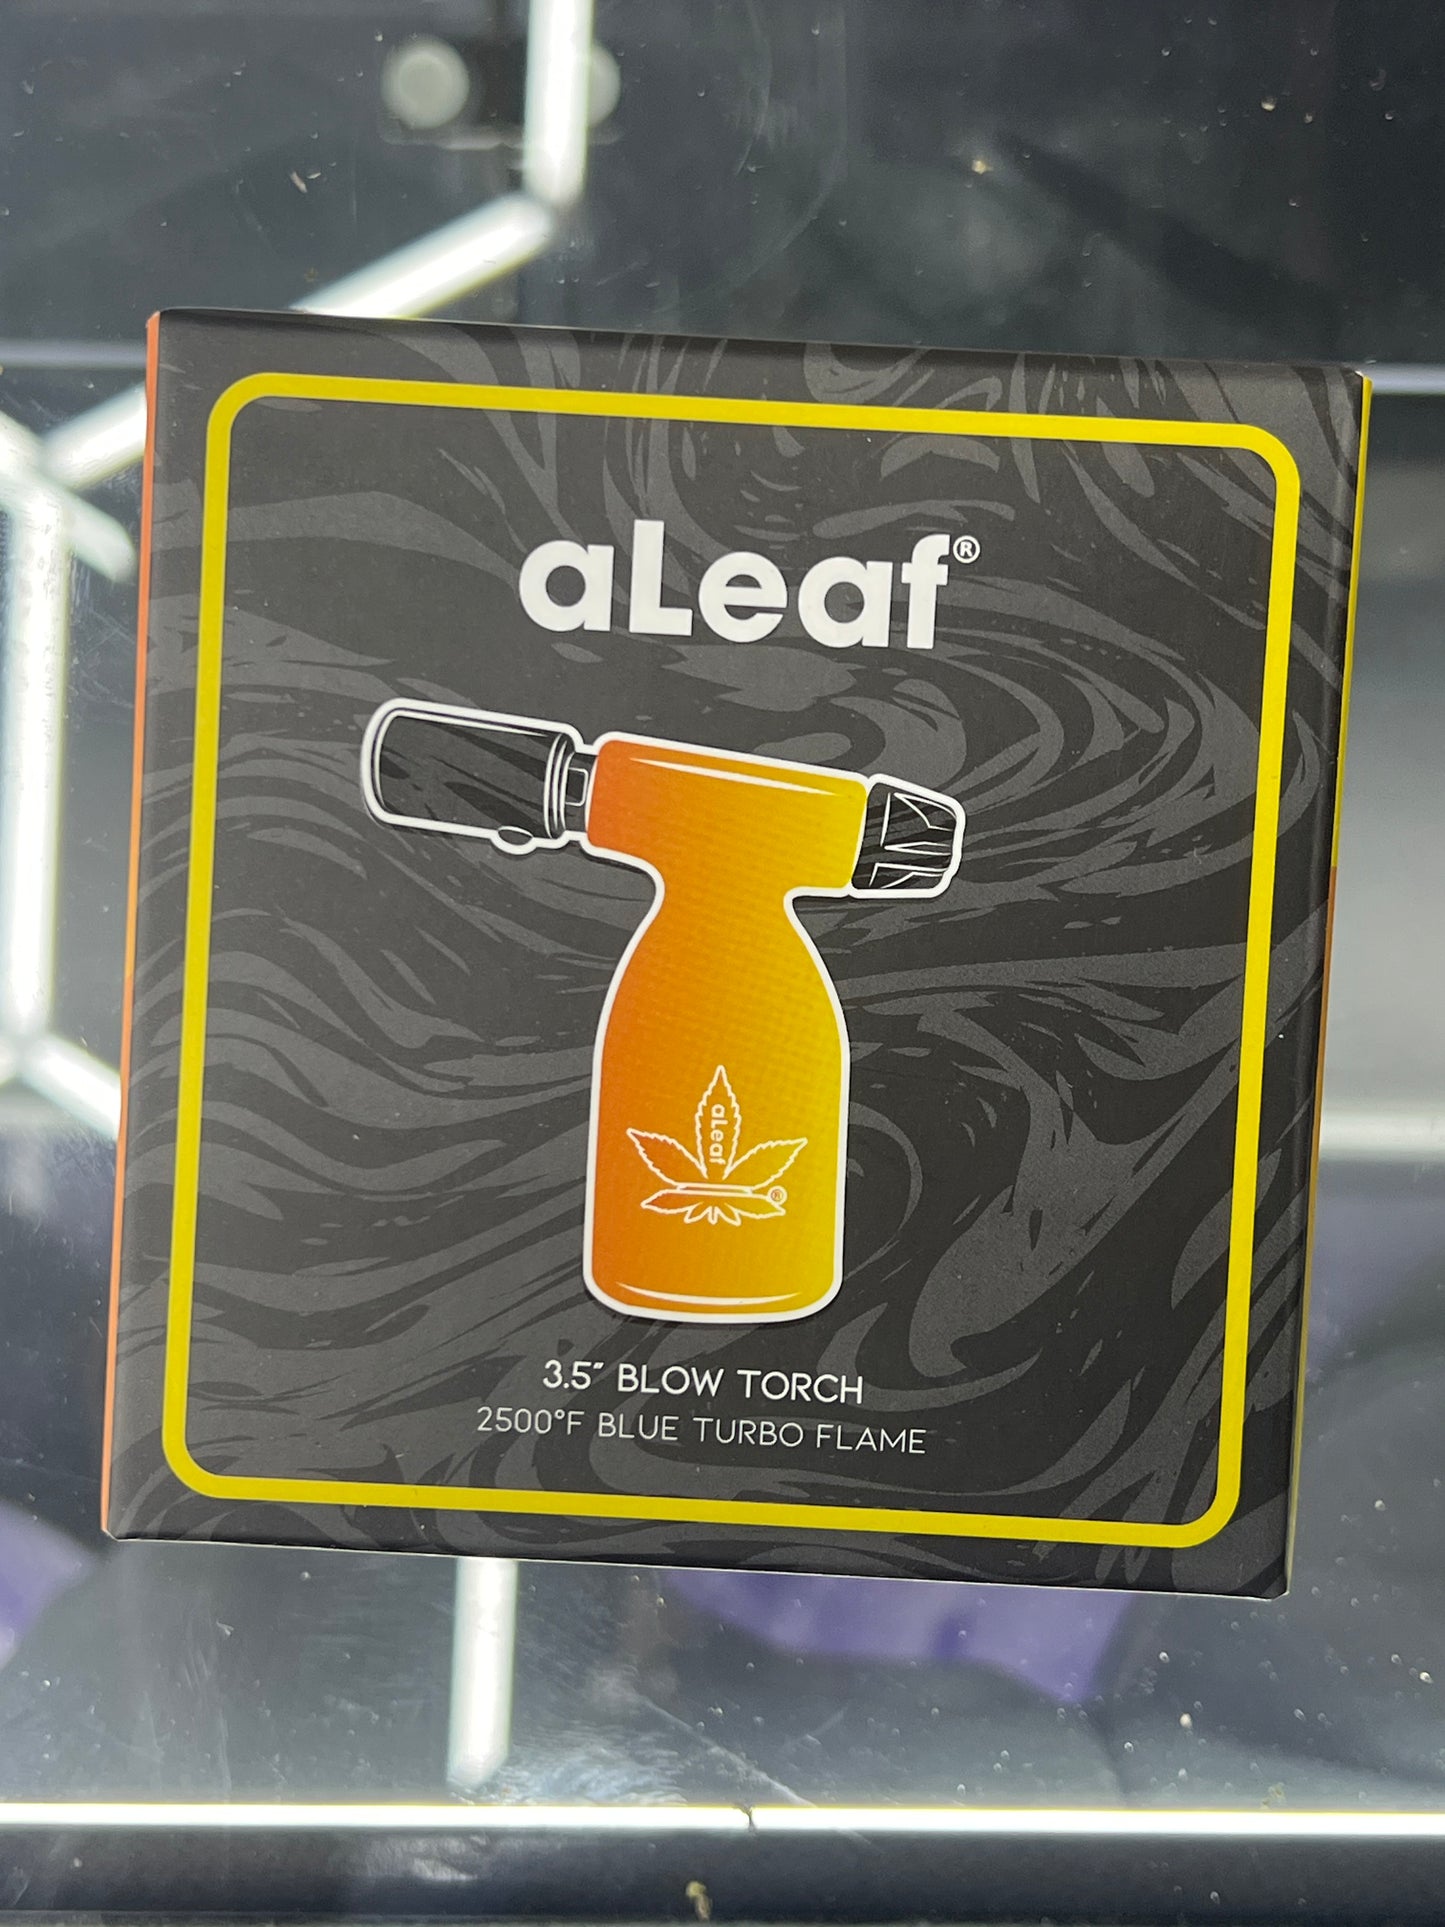 aLeaf®
aLeaf
®
3.5" BLOW TORCH
2500°F BLUE TURBO FLAME